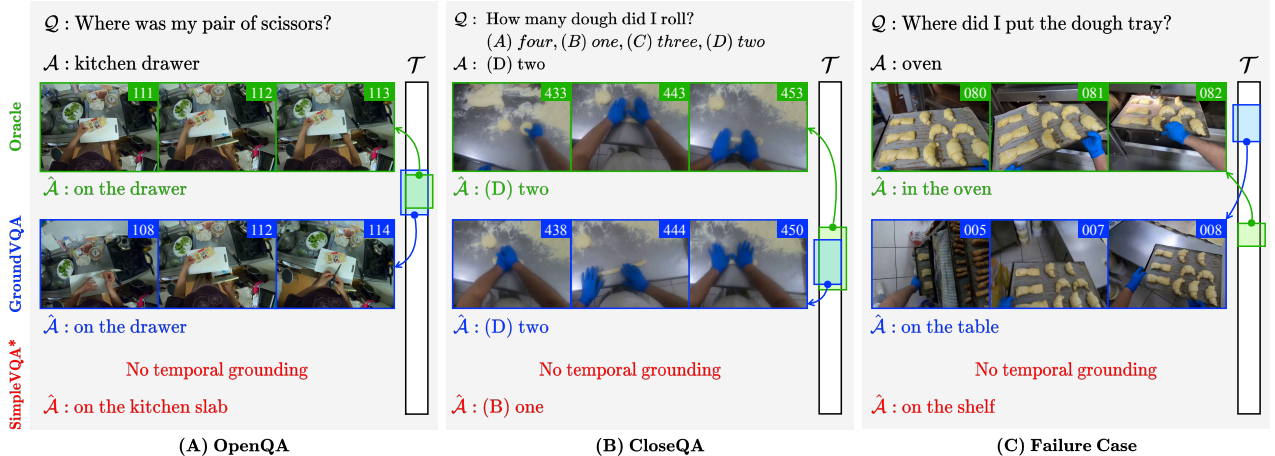 Q : Where was my pair of scissors?
A : kitchen drawer
T
Oracle
111 112 113
Â : on the drawer
GroundVQA
108 112 114
Â : on the drawer
SimpleVQA*
No temporal grounding
Â : on the kitchen slab
(A) OpenQA
Q : How many dough did I roll?
(A) four, (B) one, (C) three, (D) two
A : (D) two
T
433 443 453
Â : (D) two
438 444 450
Â : (D) two
No temporal grounding
Â : (B) one
(B) CloseQA
Q : Where did I put the dough tray?
A : oven
T
080 081 082
Â : in the oven
005 007 008
Â : on the table
No temporal grounding
Â : on the shelf
(C) Failure Case